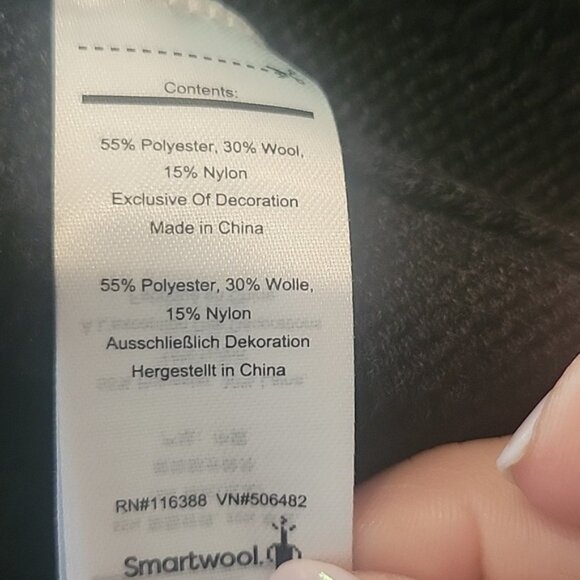 Contents:
55% Polyester, 30% Wool,
15% Nylon
Exclusive Of Decoration
Made in China
55% Polyester, 30% Wolle,
15% Nylon
Ausschließlich Dekoration
Hergestellt in China
RN#116388 VN#506482
Smartwool.